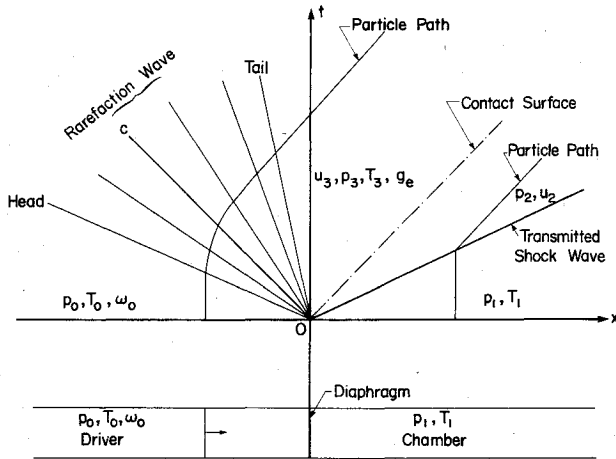 t
Particle Path
Rarefaction Wave
Tail
Contact Surface
c
Particle Path
u₃, p₃, T₃, gₑ
Head
p₂, u₂
Transmitted
Shock Wave
p₀, T₀, ω₀
p₁, T₁
O
x
Diaphragm
p₀, T₀, ω₀
Driver
p₁, T₁
Chamber